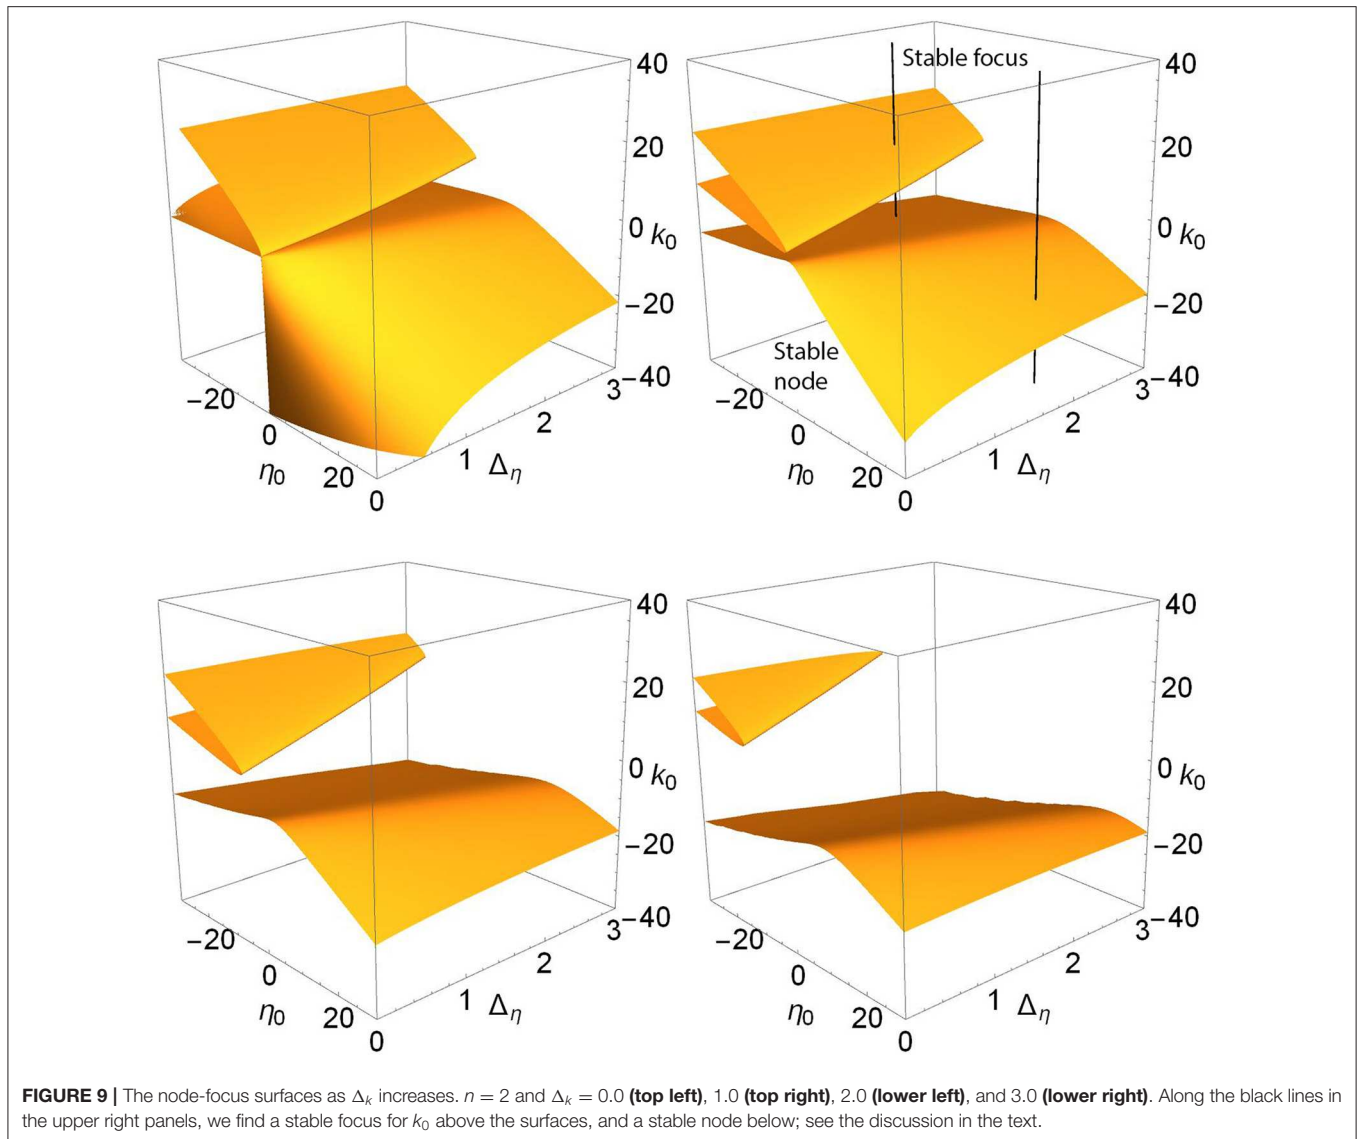 40
20
0 k₀
−20
−40
−20
0
η₀ 20
0
1 Δη
2
3
Stable focus
Stable
node
40
20
0 k₀
−20
−40
−20
0
η₀ 20
0
1 Δη
2
3
40
20
0 k₀
−20
−40
−20
0
η₀ 20
0
1 Δη
2
3
40
20
0 k₀
−20
−40
−20
0
η₀ 20
0
1 Δη
2
3
FIGURE 9 | The node-focus surfaces as Δk increases. n = 2 and Δk = 0.0 (top left), 1.0 (top right), 2.0 (lower left), and 3.0 (lower right). Along the black lines in
the upper right panels, we find a stable focus for k₀ above the surfaces, and a stable node below; see the discussion in the text.